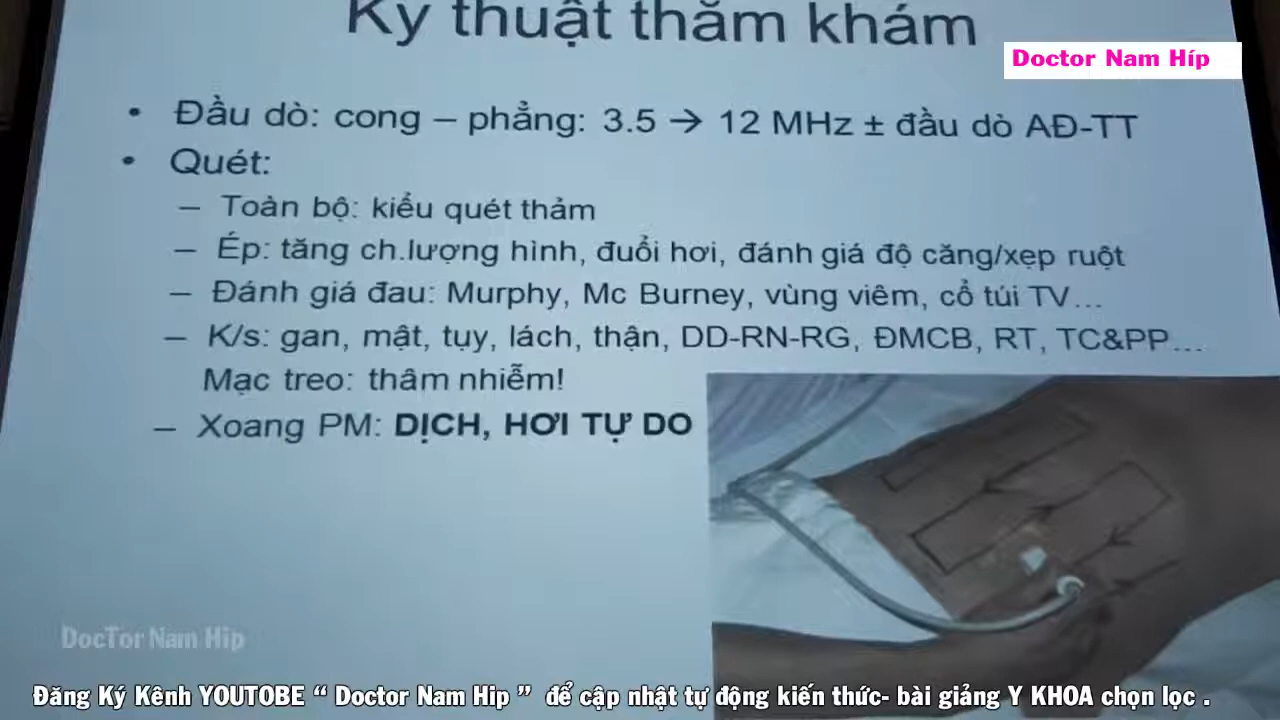 Kỹ thuật thăm khám
Doctor Nam Híp
• Đầu dò: cong – phẳng: 3.5 → 12 MHz ± đầu dò AĐ-TT
• Quét:
– Toàn bộ: kiểu quét thảm
– Ép: tăng ch.lượng hình, đuổi hơi, đánh giá độ căng/xẹp ruột
– Đánh giá đau: Murphy, Mc Burney, vùng viêm, cổ túi TV...
– K/s: gan, mật, tụy, lách, thận, DD-RN-RG, ĐMCB, RT, TC&PP...
Mạc treo: thâm nhiễm!
– Xoang PM: DỊCH, HƠI TỰ DO
DocTor Nam Hip
Đăng Ký Kênh YOUTOBE “ Doctor Nam Hip ” để cập nhật tự động kiến thức- bài giảng Y KHOA chọn lọc .